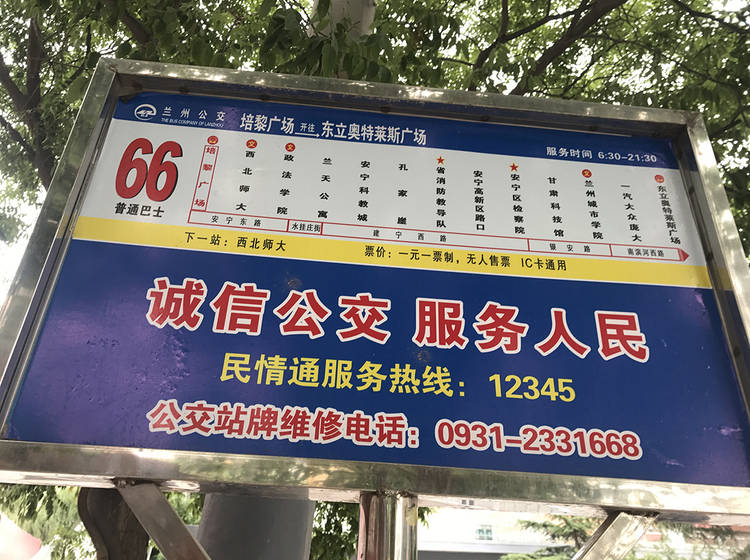 兰州公交
THE BUS COMPANY OF LANZHOU
培黎广场 开往 东立奥特莱斯广场
服务时间 6:30-21:30
66
普通巴士
培黎广场
西北师大
政法学院
兰天公寓
安宁科教城
孔家崖
省消防教导队
安宁高新区路口
安宁区检察院
甘肃科技馆
兰州城市学院
一汽大众庞大
东立奥特莱斯广场
安宁东路 水挂庄街 建宁西路 银安路 南滨河西路
下一站：西北师大 票价：一元一票制，无人售票 IC卡通用
诚信公交 服务人民
民情通服务热线：12345
公交站牌维修电话：0931-2331668